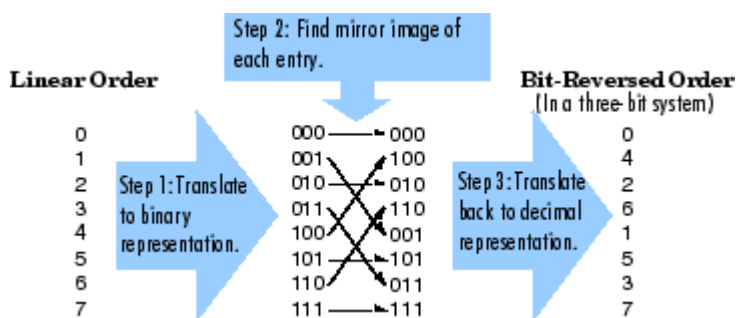 Step 2: Find mirror image of
each entry.
Linear Order
Bit-Reversed Order
(In a three-bit system)
0 000 000 0
1 001 100 4
2 010 010 2
3 011 110 6
4 100 001 1
5 101 101 5
6 110 011 3
7 111 111 7
Step 1: Translate
to binary
representation.
Step 3: Translate
back to decimal
representation.